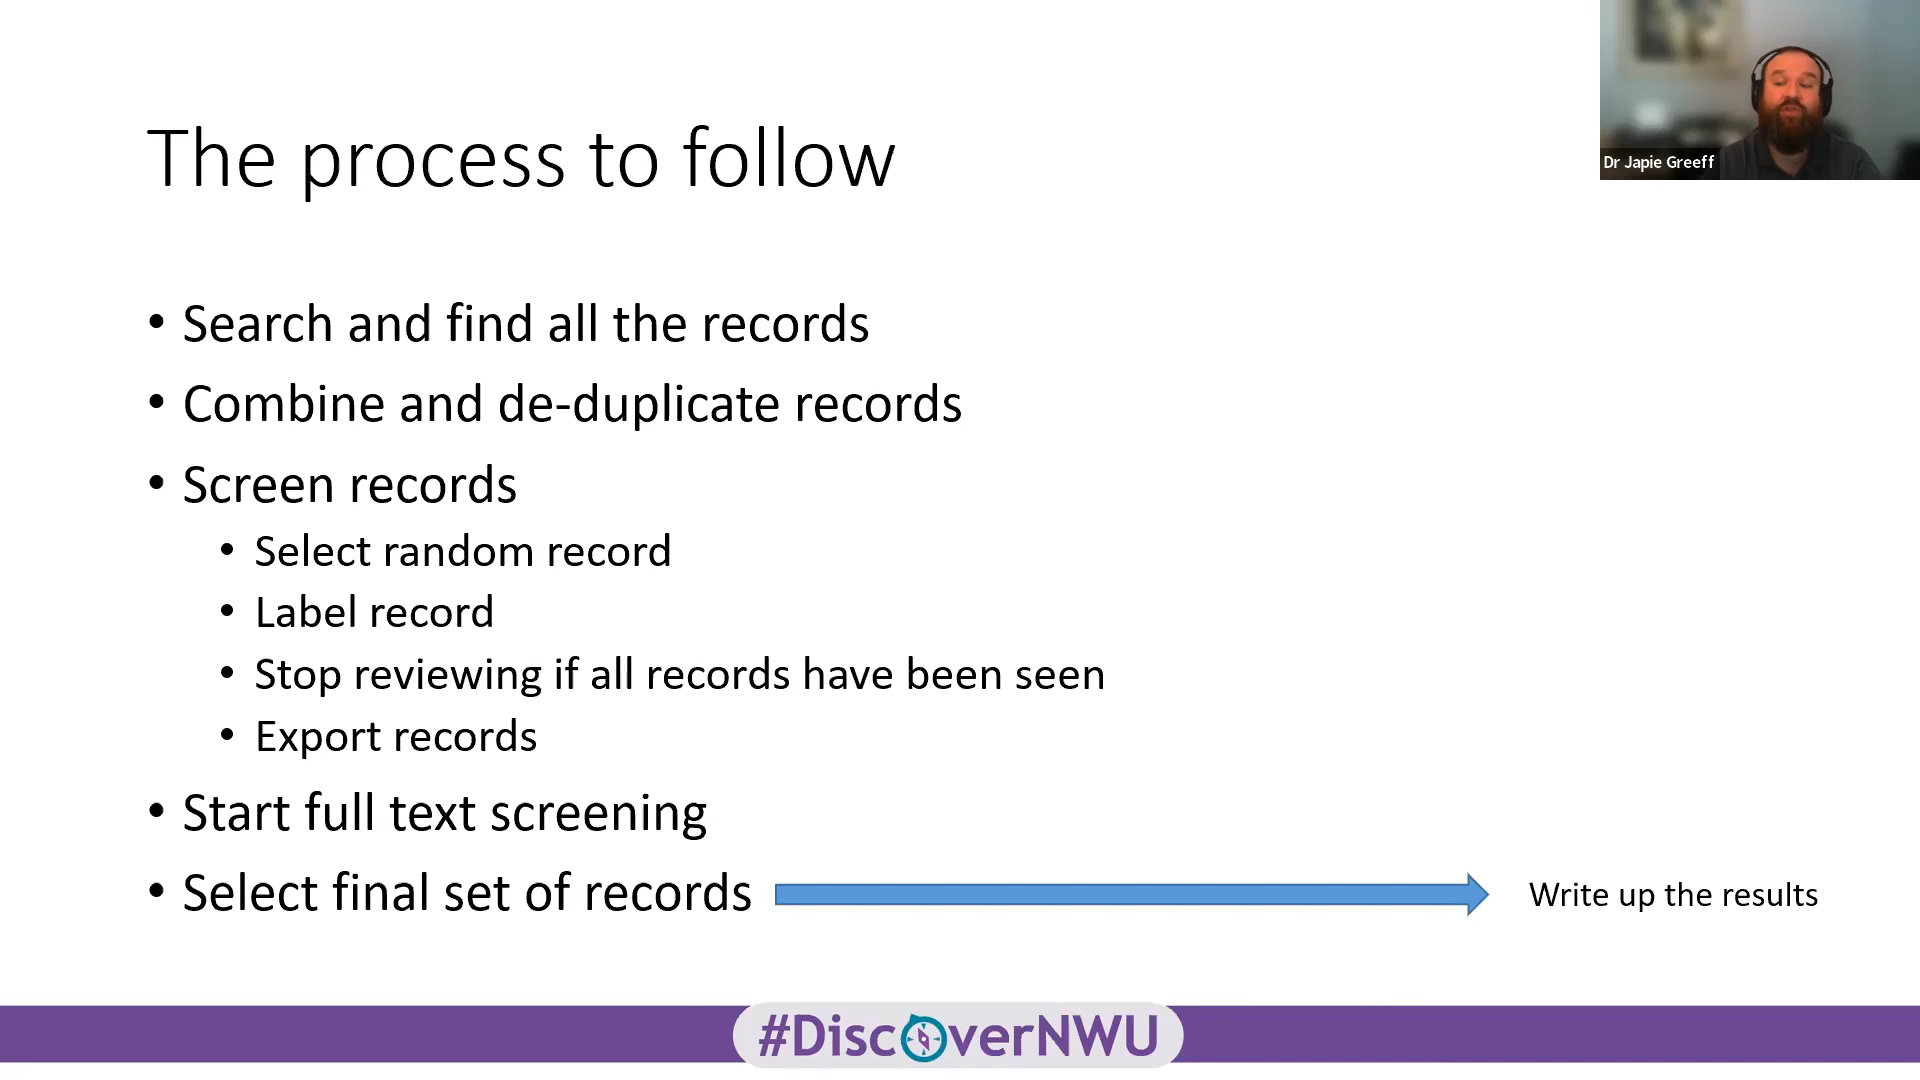 Dr Japie Greeff
The process to follow
• Search and find all the records
• Combine and de-duplicate records
• Screen records
• Select random record
• Label record
• Stop reviewing if all records have been seen
• Export records
• Start full text screening
• Select final set of records
Write up the results
#DiscoverNWU